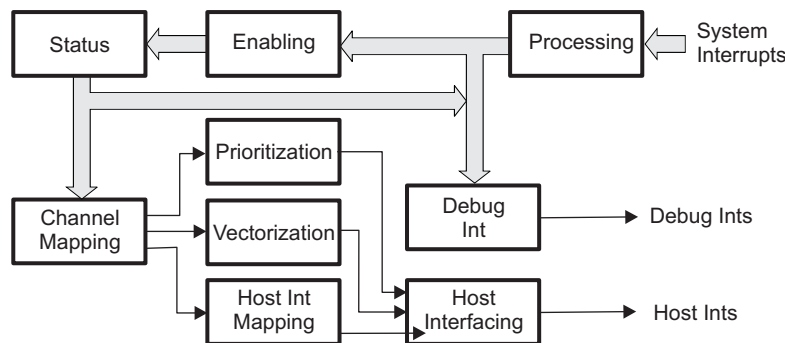 Status
Enabling
Processing
System
Interrupts
Prioritization
Channel
Mapping
Vectorization
Debug
Int
Debug Ints
Host Int
Mapping
Host
Interfacing
Host Ints